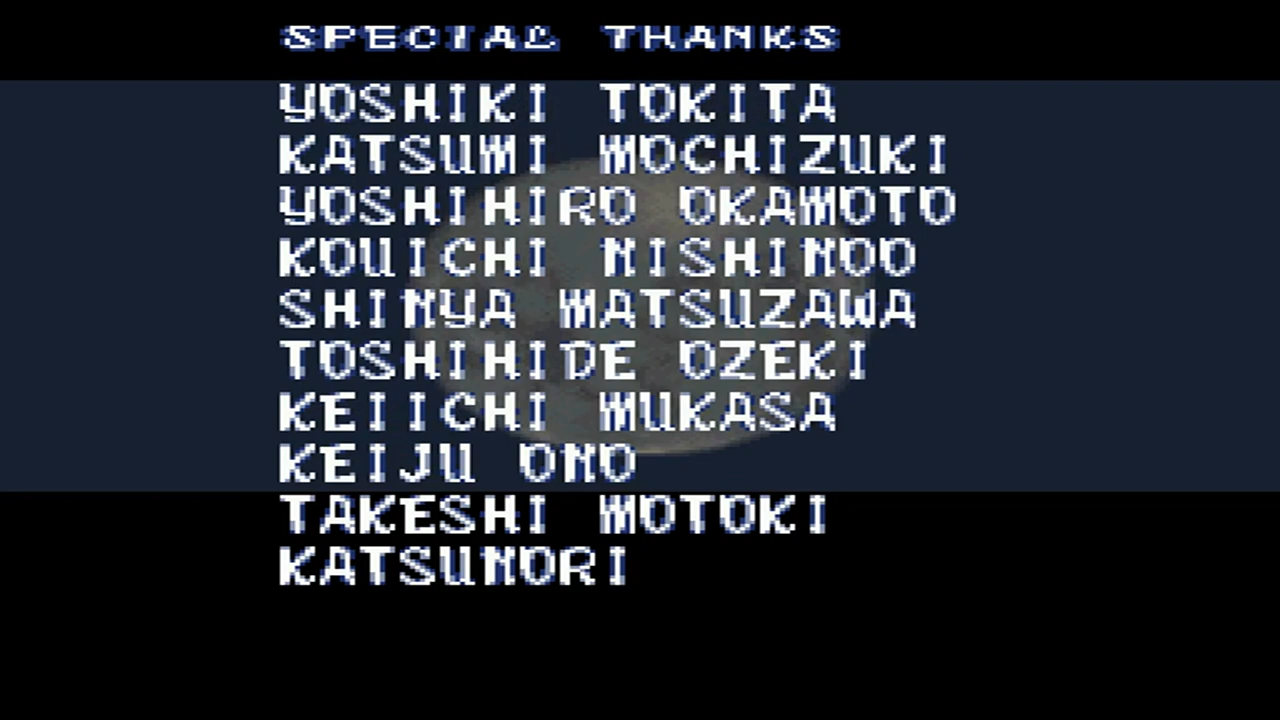 SPECIAL THANKS
YOSHIKI TOKITA
KATSUMI MOCHIZUKI
YOSHIHIRO OKAMOTO
KOUICHI NISHINOO
SHINYA MATSUZAWA
TOSHIHIDE OZEKI
KEIICHI MUKASA
KEIJU ONO
TAKESHI MOTOKI
KATSUNORI